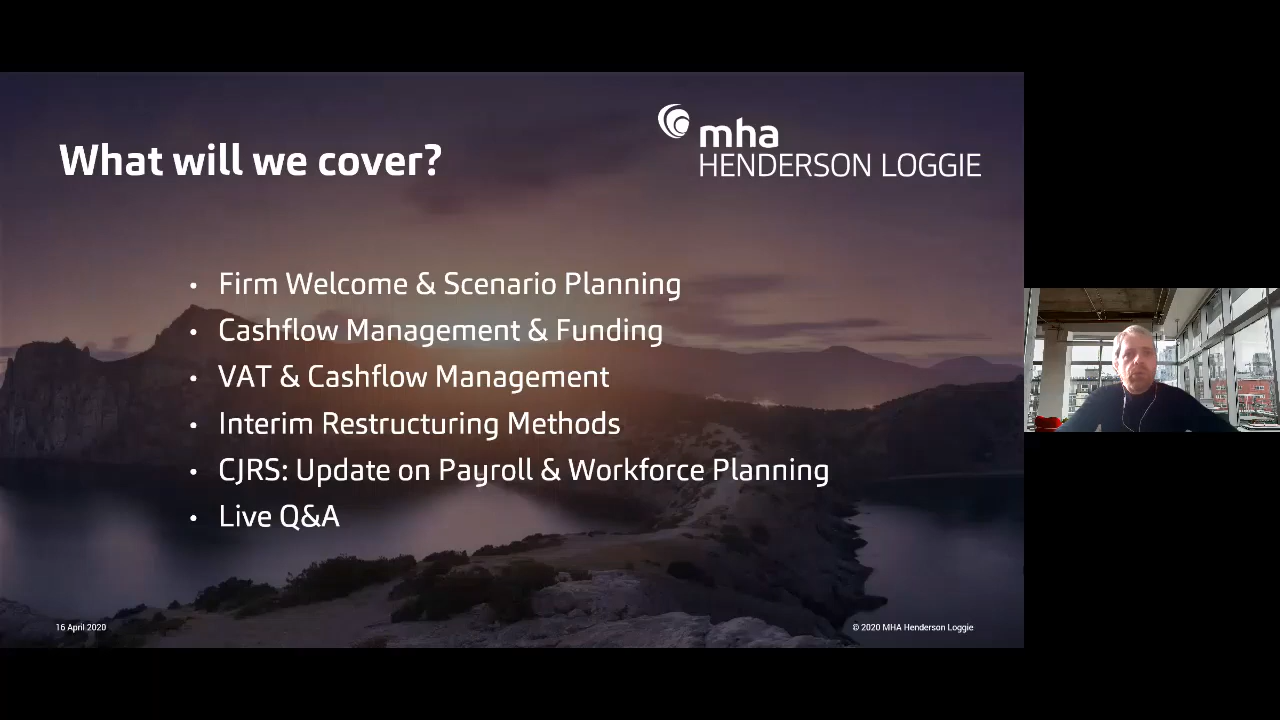 What will we cover?
mha
HENDERSON LOGGIE
• Firm Welcome & Scenario Planning
• Cashflow Management & Funding
• VAT & Cashflow Management
• Interim Restructuring Methods
• CJRS: Update on Payroll & Workforce Planning
• Live Q&A
16 April 2020
© 2020 MHA Henderson Loggie